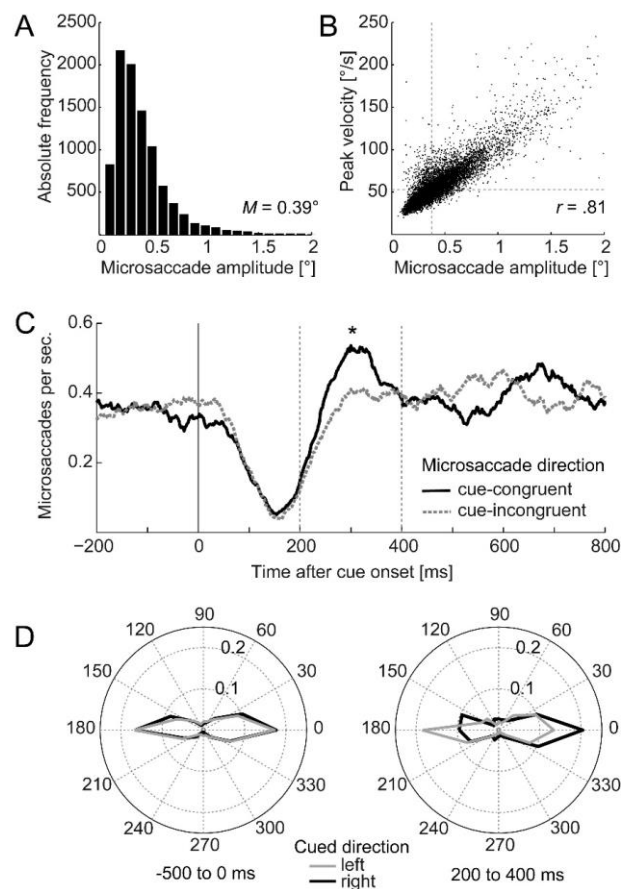 A
Absolute frequency
2500
2000
1500
1000
500
0 0.5 1 1.5 2
Microsaccade amplitude [°]
M = 0.39°
B
Peak velocity [°/s]
250
200
150
100
50
0 0.5 1 1.5 2
Microsaccade amplitude [°]
r = .81
C
Microsaccades per sec.
0.6
0.4
0.2
*
Microsaccade direction
cue-congruent
cue-incongruent
−200 0 200 400 600 800
Time after cue onset [ms]
D
90
120 60
0.2
150 30
0.1
180 0
210 330
240 300
270
-500 to 0 ms
90
120 60
0.2
150 30
0.1
180 0
210 330
240 300
270
200 to 400 ms
Cued direction
left
right